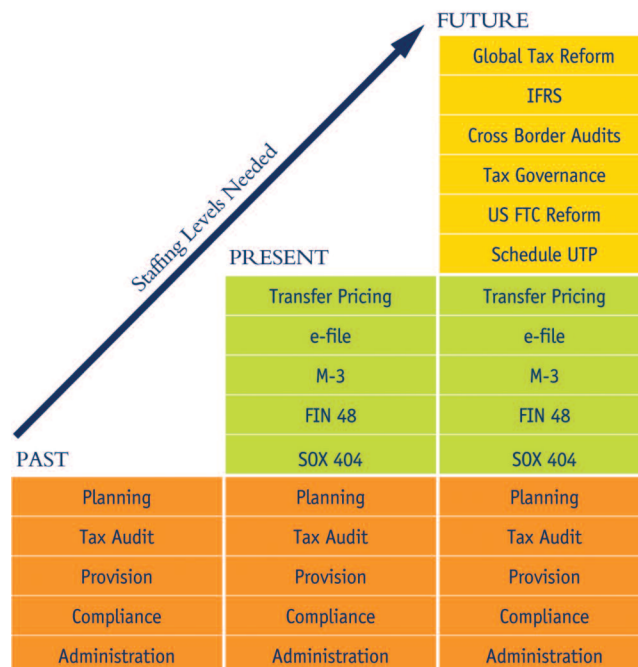 FUTURE
Global Tax Reform
IFRS
Cross Border Audits
Tax Governance
US FTC Reform
Schedule UTP
Staffing Levels Needed
PRESENT
Transfer Pricing Transfer Pricing
e-file e-file
M-3 M-3
FIN 48 FIN 48
PAST SOX 404 SOX 404
Planning Planning Planning
Tax Audit Tax Audit Tax Audit
Provision Provision Provision
Compliance Compliance Compliance
Administration Administration Administration